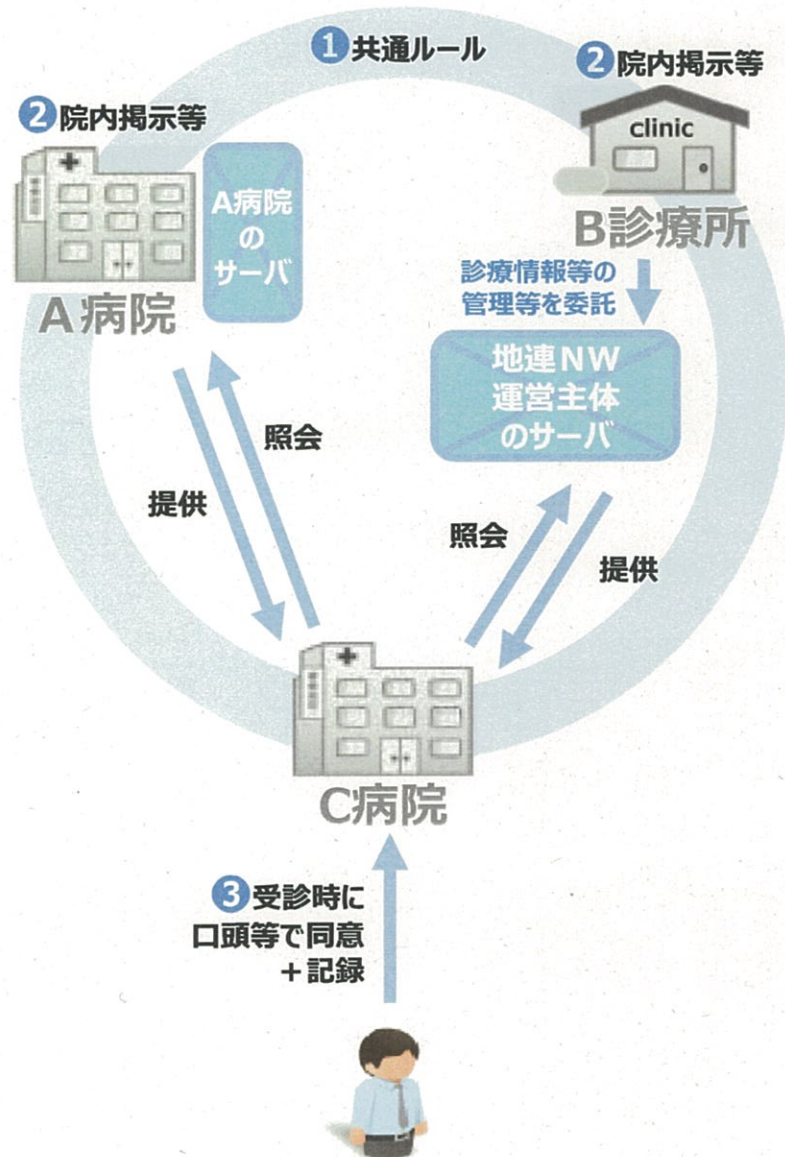 ❶共通ルール
❷院内掲示等
clinic
B診療所
❷院内掲示等
A病院
の
サーバ
A病院
診療情報等の
管理等を委託
地連NW
運営主体
のサーバ
照会
提供
照会
提供
C病院
❸受診時に
口頭等で同意
＋記録